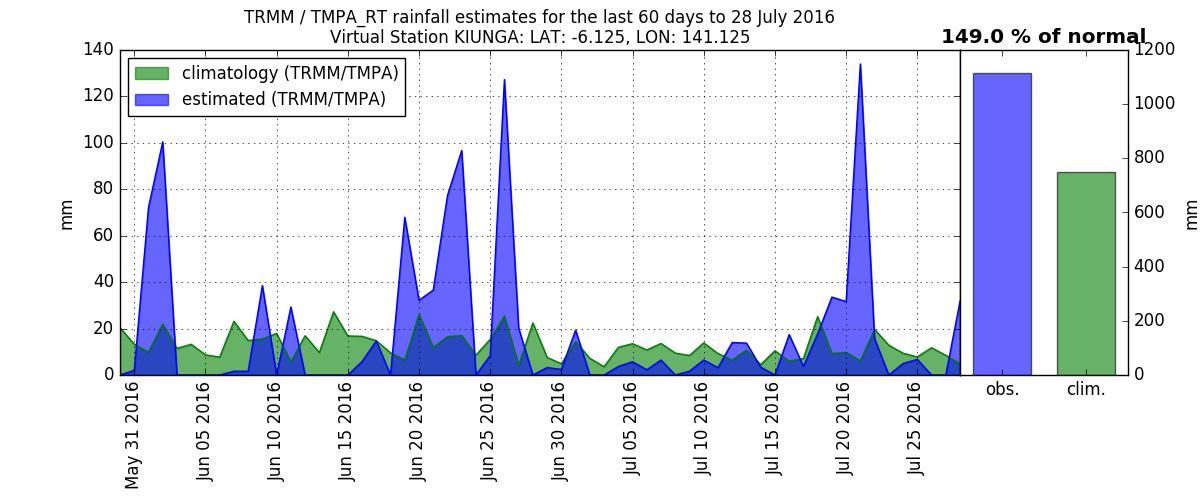 TRMM / TMPA_RT rainfall estimates for the last 60 days to 28 July 2016
Virtual Station KIUNGA: LAT: -6.125, LON: 141.125
149.0 % of normal
climatology (TRMM/TMPA)
estimated (TRMM/TMPA)
140
120
100
80
60
40
20
0
mm
May 31 2016
Jun 05 2016
Jun 10 2016
Jun 15 2016
Jun 20 2016
Jun 25 2016
Jun 30 2016
Jul 05 2016
Jul 10 2016
Jul 15 2016
Jul 20 2016
Jul 25 2016
obs.
clim.
1200
1000
800
600
400
200
0
mm